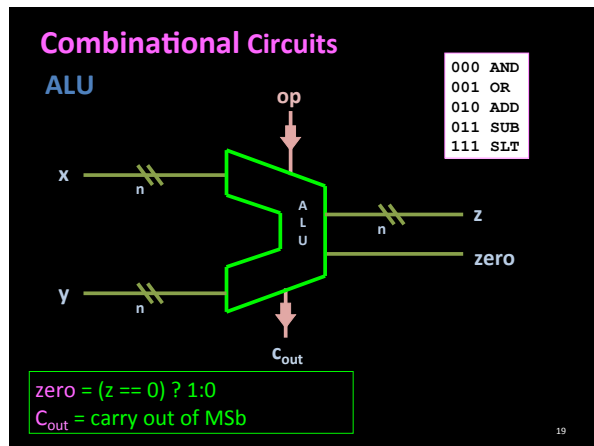 Combinational Circuits
ALU
000 AND
001 OR
010 ADD
011 SUB
111 SLT
op
x
n
A
L
U
n
z
zero
y
n
cout
zero = (z == 0) ? 1:0
Cout = carry out of MSb
19